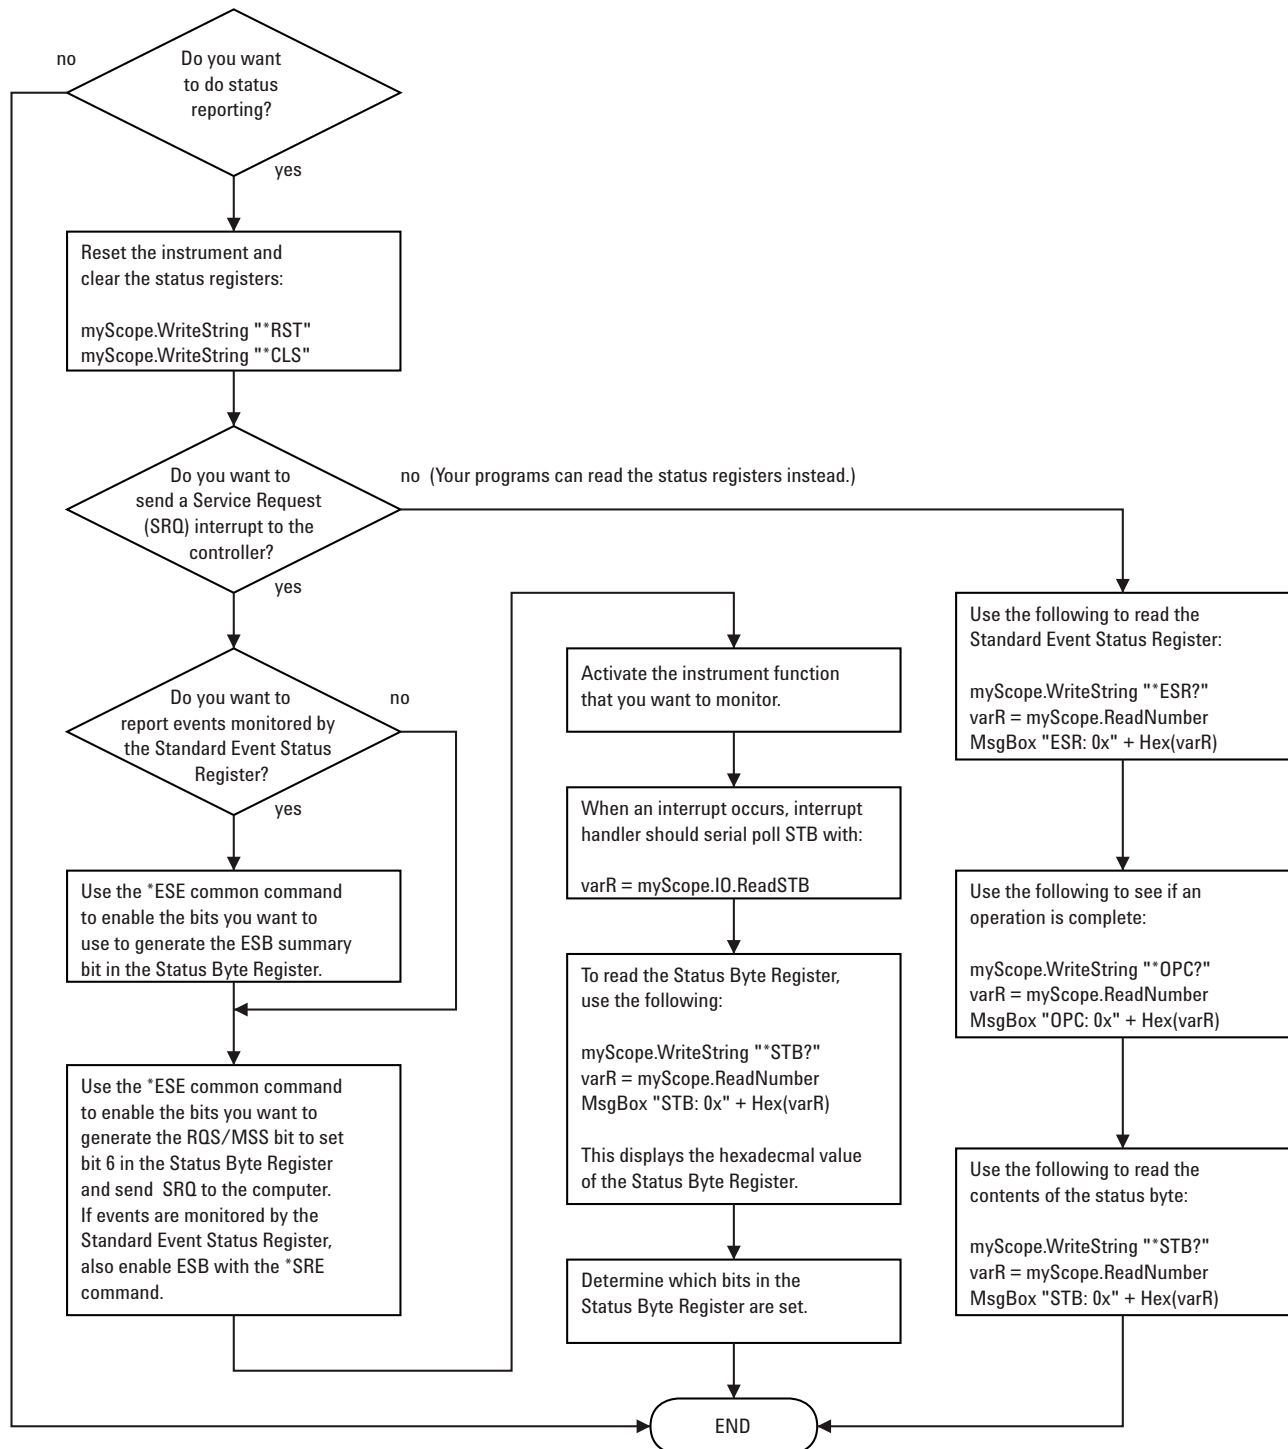 Do you want
to do status
reporting?
no
yes
Reset the instrument and
clear the status registers:
myScope.WriteString "*RST"
myScope.WriteString "*CLS"
Do you want to
send a Service Request
(SRQ) interrupt to the
controller?
no (Your programs can read the status registers instead.)
yes
Do you want to
report events monitored by
the Standard Event Status
Register?
no
yes
Use the *ESE common command
to enable the bits you want to
use to generate the ESB summary
bit in the Status Byte Register.
Use the *ESE common command
to enable the bits you want to
generate the RQS/MSS bit to set
bit 6 in the Status Byte Register
and send SRQ to the computer.
If events are monitored by the
Standard Event Status Register,
also enable ESB with the *SRE
command.
Activate the instrument function
that you want to monitor.
When an interrupt occurs, interrupt
handler should serial poll STB with:
varR = myScope.IO.ReadSTB
To read the Status Byte Register,
use the following:
myScope.WriteString "*STB?"
varR = myScope.ReadNumber
MsgBox "STB: 0x" + Hex(varR)
This displays the hexadecmal value
of the Status Byte Register.
Determine which bits in the
Status Byte Register are set.
Use the following to read the
Standard Event Status Register:
myScope.WriteString "*ESR?"
varR = myScope.ReadNumber
MsgBox "ESR: 0x" + Hex(varR)
Use the following to see if an
operation is complete:
myScope.WriteString "*OPC?"
varR = myScope.ReadNumber
MsgBox "OPC: 0x" + Hex(varR)
Use the following to read the
contents of the status byte:
myScope.WriteString "*STB?"
varR = myScope.ReadNumber
MsgBox "STB: 0x" + Hex(varR)
END